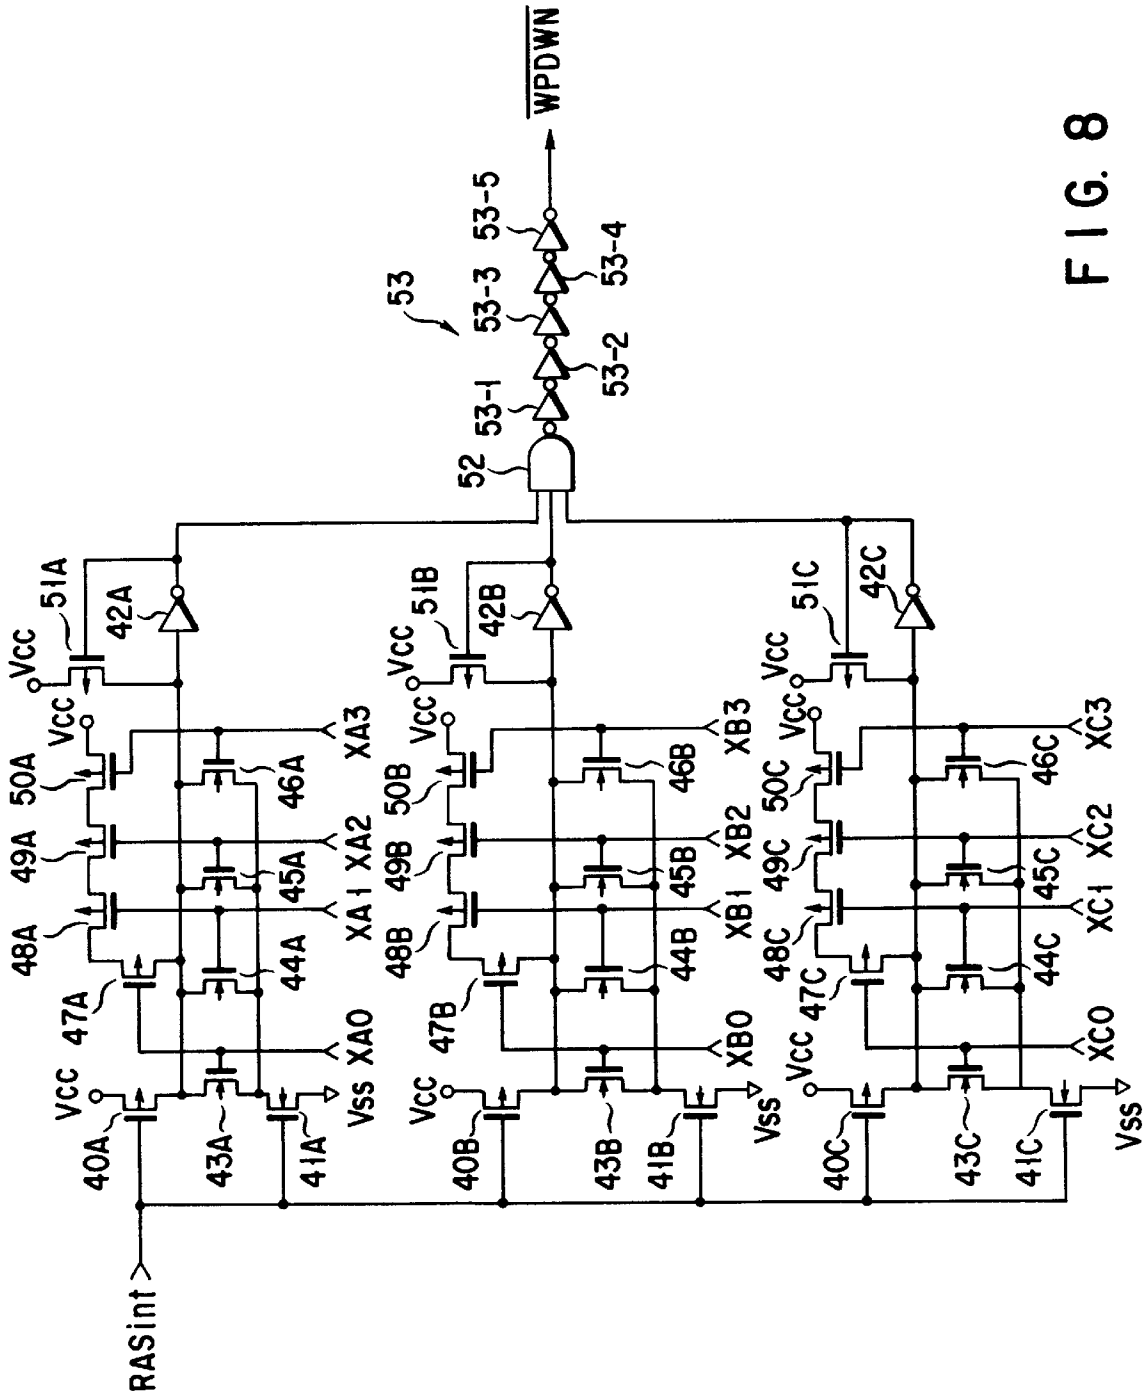 RASint
40A
Vcc
43A
41A
Vss
47A
XA0
44A
48A
XA1
45A
49A
XA2
46A
50A
XA3
Vcc
Vcc
51A
42A
40B
Vcc
43B
41B
Vss
47B
XB0
44B
48B
XB1
45B
49B
XB2
46B
50B
XB3
Vcc
Vcc
51B
42B
40C
Vcc
43C
41C
Vss
47C
XC0
44C
48C
XC1
45C
49C
XC2
46C
50C
XC3
Vcc
Vcc
51C
42C
52
53
53-1
53-2
53-3
53-4
53-5
WPDWN
FIG. 8